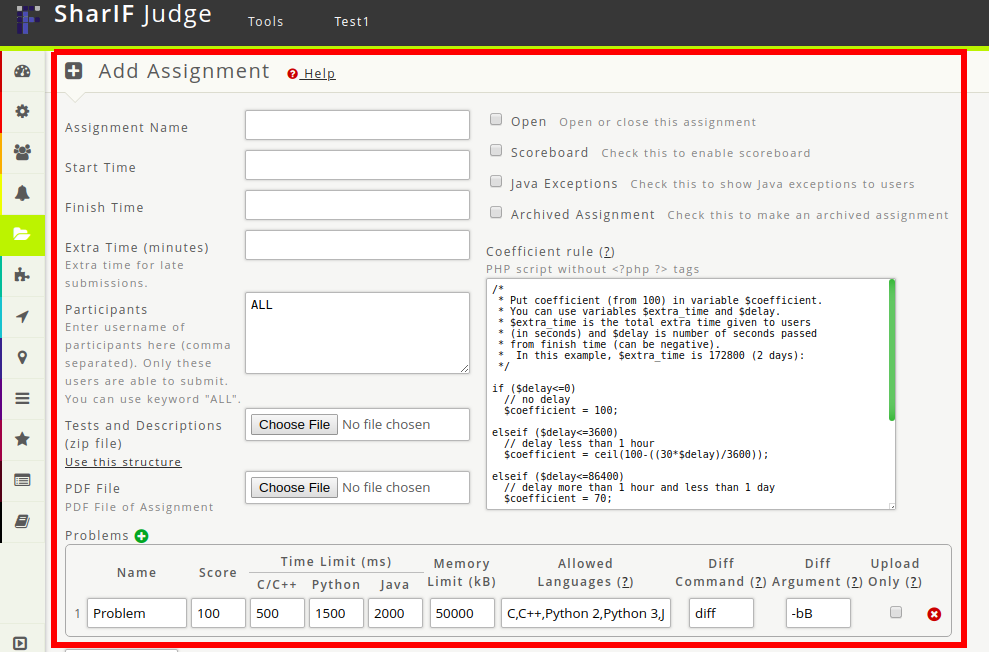 SharIF Judge Tools Test1
Add Assignment Help
Assignment Name
Start Time
Finish Time
Extra Time (minutes)
Extra time for late
submissions.
Participants
Enter username of
participants here (comma
separated). Only these
users are able to submit.
You can use keyword "ALL".
ALL
Tests and Descriptions
(zip file)
Use this structure
Choose File No file chosen
PDF File
PDF File of Assignment
Choose File No file chosen
Open Open or close this assignment
Scoreboard Check this to enable scoreboard
Java Exceptions Check this to show Java exceptions to users
Archived Assignment Check this to make an archived assignment
Coefficient rule (?)
PHP script without <?php ?> tags
/*
* Put coefficient (from 100) in variable $coefficient.
* You can use variables $extra_time and $delay.
* $extra_time is the total extra time given to users
* (in seconds) and $delay is number of seconds passed
* from finish time (can be negative).
* In this example, $extra_time is 172800 (2 days):
*/
if ($delay<=0)
// no delay
$coefficient = 100;
elseif ($delay<=3600)
// delay less than 1 hour
$coefficient = ceil(100-((30*$delay)/3600));
elseif ($delay<=86400)
// delay more than 1 hour and less than 1 day
$coefficient = 70;
Problems
Name Score Time Limit (ms) Memory Limit (kB) Allowed Languages (?) Diff Command (?) Diff Argument (?) Upload Only (?)
C/C++ Python Java
1 Problem 100 500 1500 2000 50000 C,C++,Python 2,Python 3,J diff -bB